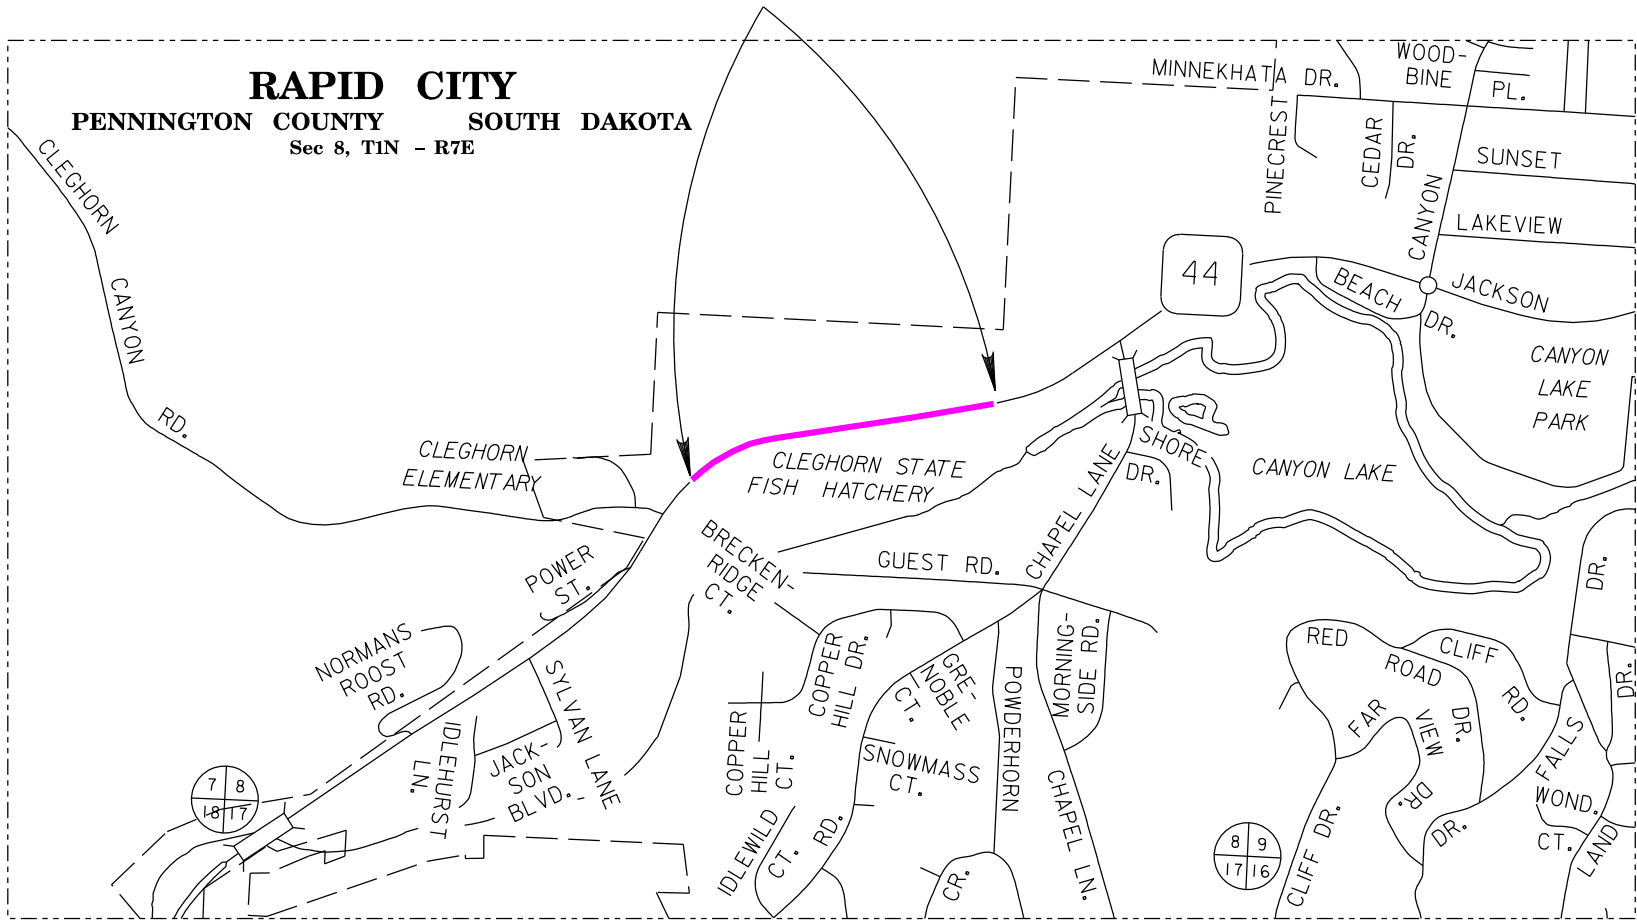 RAPID CITY
PENNINGTON COUNTY SOUTH DAKOTA
Sec 8, T1N - R7E
MINNEKHATA DR.
WOOD-
BINE
PL.
PINECREST
CEDAR
DR.
CANYON
SUNSET
LAKEVIEW
44
BEACH
DR.
JACKSON
CANYON
LAKE
PARK
CLEGHORN
CANYON
RD.
CLEGHORN
ELEMENTARY
CLEGHORN STATE
FISH HATCHERY
SHORE
DR.
CANYON LAKE
CHAPEL LANE
BRECKEN-
RIDGE
CT.
GUEST RD.
POWER
ST.
NORMANS
ROOST
RD.
SYLVAN LANE
IDLEHURST
LN.
JACK-
SON
BLVD.
COPPER
HILL DR.
COPPER
HILL
CT.
GRE-
NOBLE
CT.
SNOWMASS
CT.
POWDERHORN
MORNING-
SIDE RD.
CHAPEL LN.
IDLEWILD
CT.
RD.
CR.
RED
ROAD
DR.
CLIFF
RD.
FAR
VIEW
DR.
CLIFF DR.
DR.
FALLS
WOND.
CT.
LAND
DR.
DR.
7 8
18 17
8 9
17 16